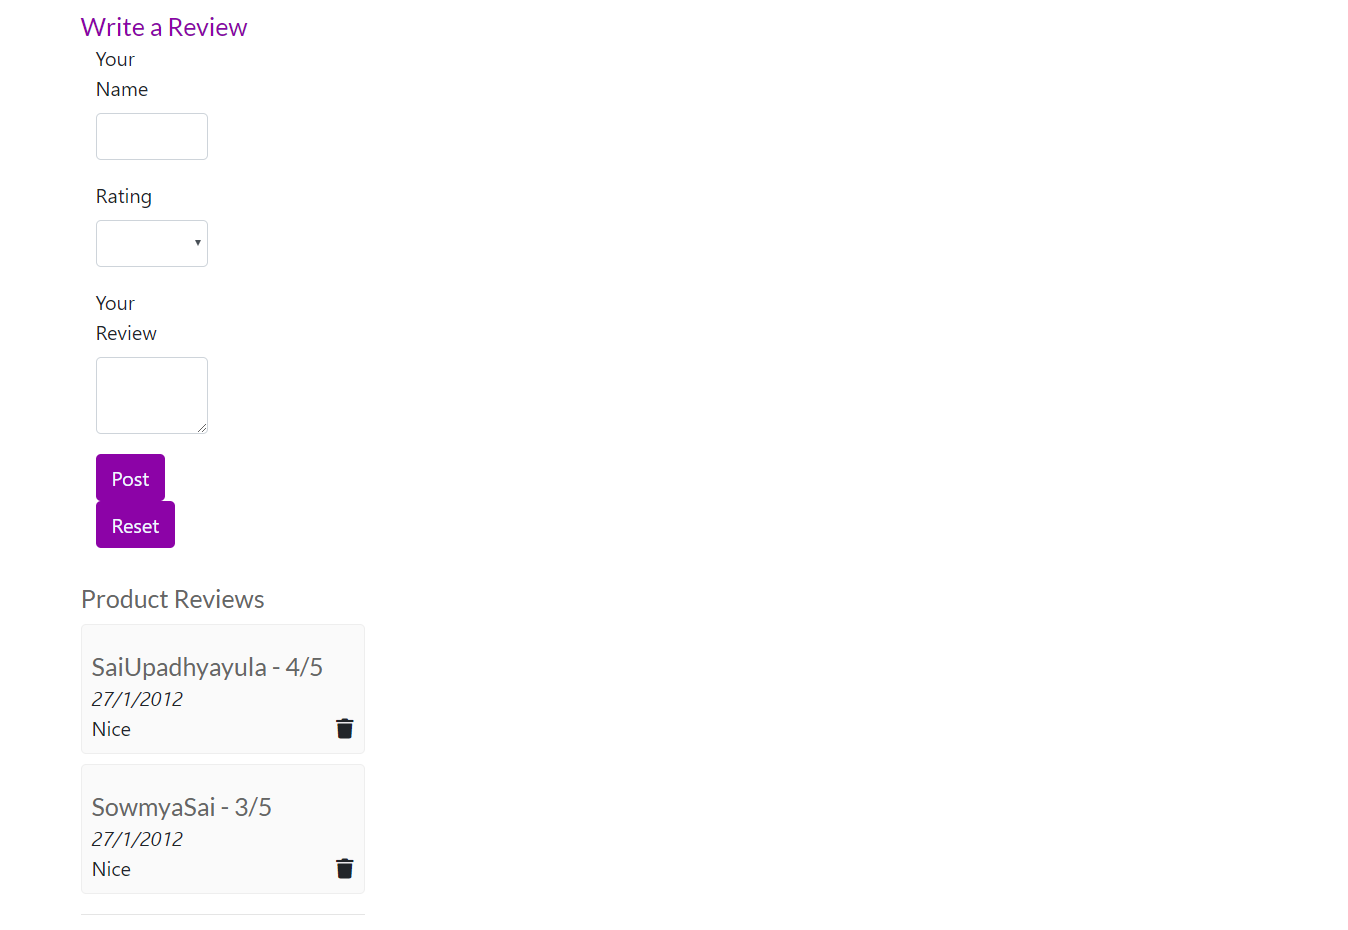 Write a Review
Your
Name
Rating
Your
Review
Post
Reset
Product Reviews
SaiUpadhyayula - 4/5
27/1/2012
Nice
SowmyaSai - 3/5
27/1/2012
Nice